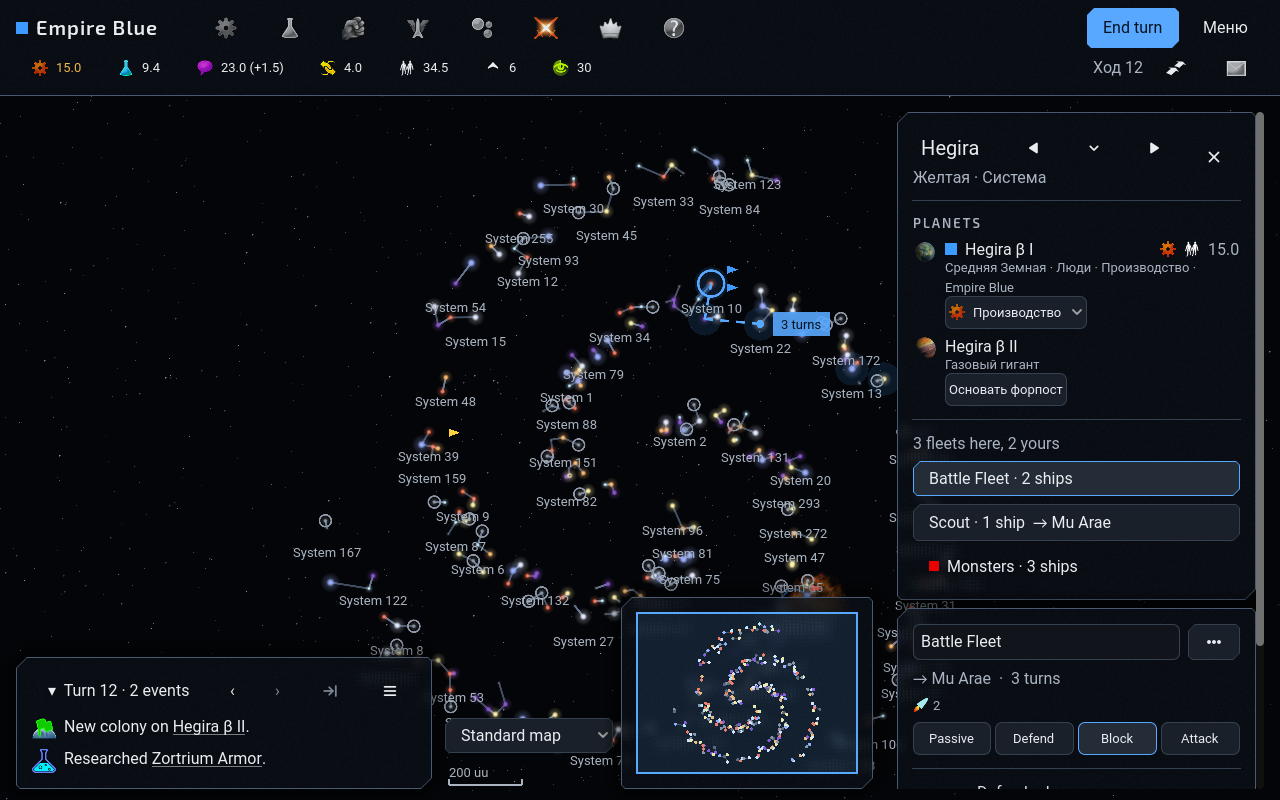 Empire Blue
End turn
Меню
15.0
9.4
23.0 (+1.5)
4.0
34.5
6
30
Ход 12
System 123
System 33
System 84
System 30
System 45
System 255
System 93
System 12
System 54
System 15
System 10
3 turns
System 34
System 22
System 172
System 79
System 13
System 1
System 48
System 88
System 2
System 39
System 151
System 131
System 159
System 20
System 82
System 293
System 9
System 96
System 272
System 87
System 167
System 81
System 47
System 6
System 75
System 65
System 122
System 132
System 31
System 27
System 8
Hegira
Желтая · Система
PLANETS
Hegira β I
15.0
Средняя Земная · Люди · Производство ·
Empire Blue
Производство
Hegira β II
Газовый гигант
Основать форпост
3 fleets here, 2 yours
Battle Fleet · 2 ships
Scout · 1 ship → Mu Arae
Monsters · 3 ships
Battle Fleet
•••
→ Mu Arae · 3 turns
2
Passive
Defend
Block
Attack
▾ Turn 12 · 2 events
New colony on Hegira β II.
Researched Zortrium Armor.
Standard map
200 uu